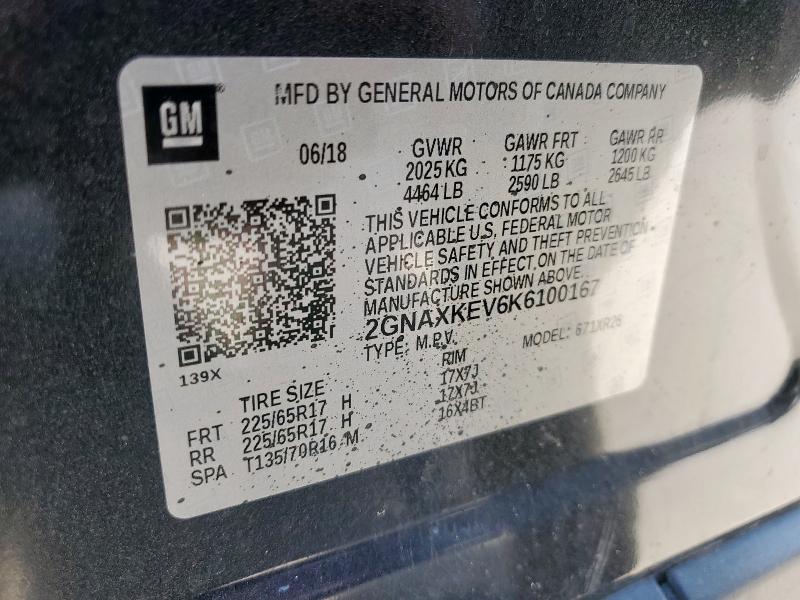 GM®
MFD BY GENERAL MOTORS OF CANADA COMPANY
06/18 GVWR GAWR FRT GAWR RR
2025 KG 1175 KG 1200 KG
4464 LB 2590 LB 2645 LB
THIS VEHICLE CONFORMS TO ALL
APPLICABLE U.S. FEDERAL MOTOR
VEHICLE SAFETY AND THEFT PREVENTION
STANDARDS IN EFFECT ON THE DATE OF
MANUFACTURE SHOWN ABOVE.
2GNAXKEV6K6100167
TYPE: M.P.V. MODEL: 671XR26
139X
TIRE SIZE RIM
FRT 225/65R17 H 17X7J
RR 225/65R17 H 17X7J
SPA T135/70R16 M 16X4BT